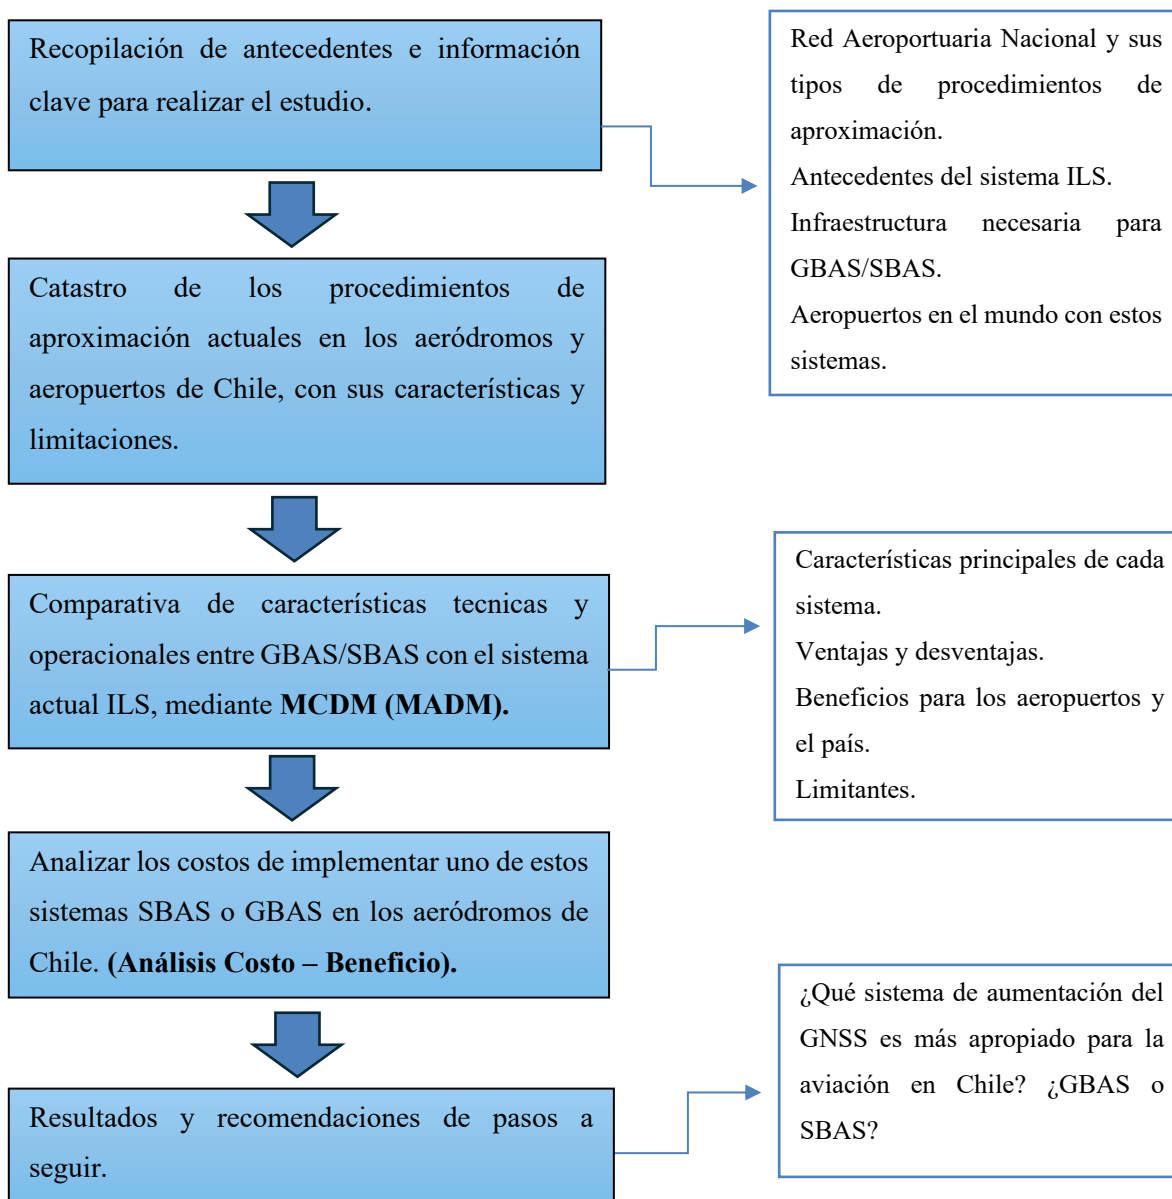 Recopilación de antecedentes e información
clave para realizar el estudio.
Red Aeroportuaria Nacional y sus
tipos de procedimientos de
aproximación.
Antecedentes del sistema ILS.
Infraestructura necesaria para
GBAS/SBAS.
Aeropuertos en el mundo con estos
sistemas.
Catastro de los procedimientos de
aproximación actuales en los aeródromos y
aeropuertos de Chile, con sus características y
limitaciones.
Comparativa de características tecnicas y
operacionales entre GBAS/SBAS con el sistema
actual ILS, mediante MCDM (MADM).
Características principales de cada
sistema.
Ventajas y desventajas.
Beneficios para los aeropuertos y
el país.
Limitantes.
Analizar los costos de implementar uno de estos
sistemas SBAS o GBAS en los aeródromos de
Chile. (Análisis Costo – Beneficio).
Resultados y recomendaciones de pasos a
seguir.
¿Qué sistema de aumentación del
GNSS es más apropiado para la
aviación en Chile? ¿GBAS o
SBAS?